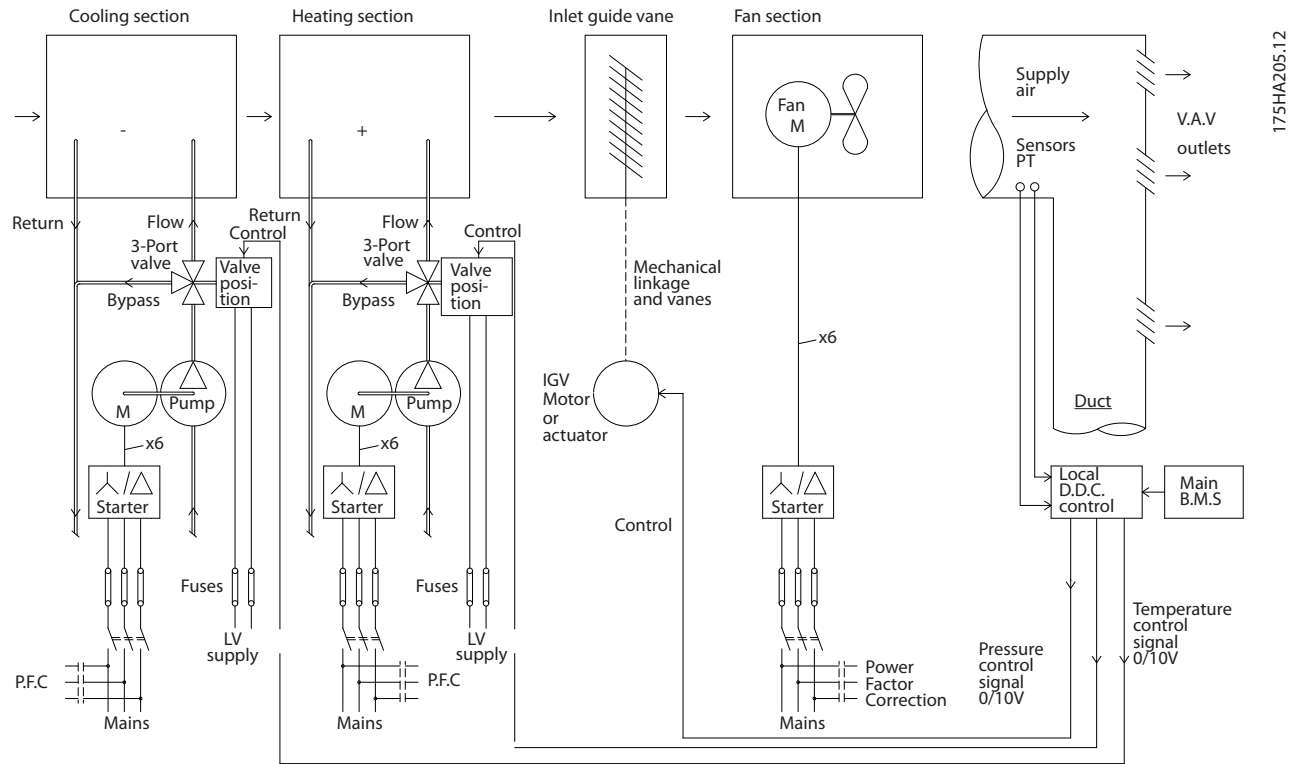 Cooling section
Heating section
Inlet guide vane
Fan section
175HA205.12
-
+
Fan
M
Supply
air
Sensors
PT
V.A.V
outlets
Return
Flow
3-Port
valve
Control
Valve
posi-
tion
Bypass
M
Pump
x6
Starter
Fuses
LV
supply
P.F.C
Mains
Return
Flow
3-Port
valve
Control
Valve
posi-
tion
Bypass
M
Pump
x6
Starter
Fuses
LV
supply
P.F.C
Mains
Mechanical
linkage
and vanes
IGV
Motor
or
actuator
Control
x6
Starter
Power
Factor
Correction
Mains
Duct
Local
D.D.C.
control
Main
B.M.S
Pressure
control
signal
0/10V
Temperature
control
signal
0/10V